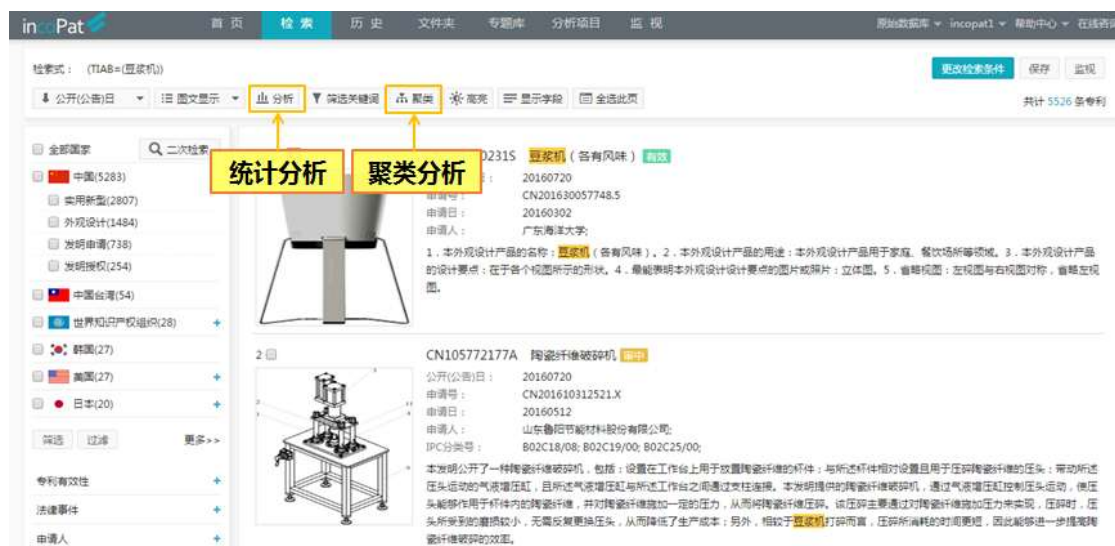 incoPat
首 页 检 索 历 史 文件夹 专题库 分析项目 监 视 原始数据库 incopat1 帮助中心 在线咨询
检索式： (TIAB=(豆浆机)) 更改检索条件 保存 监视
公开(公告)日 图文显示 分析 筛选关键词 聚类 高亮 显示字段 全选此页 共计 5526 条专利
统计分析 聚类分析
全部国家 二次检索
中国(5283)
实用新型(2807)
外观设计(1484)
发明申请(738)
发明授权(254)
中国台湾(54)
世界知识产权组织(28) +
韩国(27)
美国(27) +
日本(20) +
筛选 过滤 更多>>
专利有效性 +
法律事件 +
申请人 +
0231S 豆浆机（各有风味） 有效
： 20160720
申请号： CN201630057748.5
申请日： 20160302
申请人： 广东海洋大学;
1．本外观设计产品的名称：豆浆机（各有风味）。2．本外观设计产品的用途：本外观设计产品用于家庭、餐饮场所等领域。3．本外观设计产品
的设计要点：在于各个视图所示的形状。4．最能表明本外观设计设计要点的图片或照片：立体图。5．省略视图：左视图与右视图对称，省略左视
图。
2 CN105772177A 陶瓷纤维破碎机 审中
公开(公告)日： 20160720
申请号： CN201610312521.X
申请日： 20160512
申请人： 山东鲁阳节能材料股份有限公司;
IPC分类号： B02C18/08; B02C19/00; B02C25/00;
本发明公开了一种陶瓷纤维破碎机，包括：设置在工作台上用于放置陶瓷纤维的杯件；与所述杯件相对设置且用于压碎陶瓷纤维的压头；带动所述
压头运动的气液增压缸，且所述气液增压缸与所述工作台之间通过支柱连接。本发明提供的陶瓷纤维破碎机，通过气液增压缸控制压头运动，使压
头能够作用于杯件内的陶瓷纤维，并对陶瓷纤维施加一定的压力，从而将陶瓷纤维压碎。该压碎主要通过对陶瓷纤维施加压力来实现，压碎时，压
头所受到的磨损较小，无需反复更换压头，从而降低了生产成本；另外，相较于豆浆机打碎而言，压碎所消耗的时间更短，因此能够进一步提高陶
瓷纤维破碎的效率。